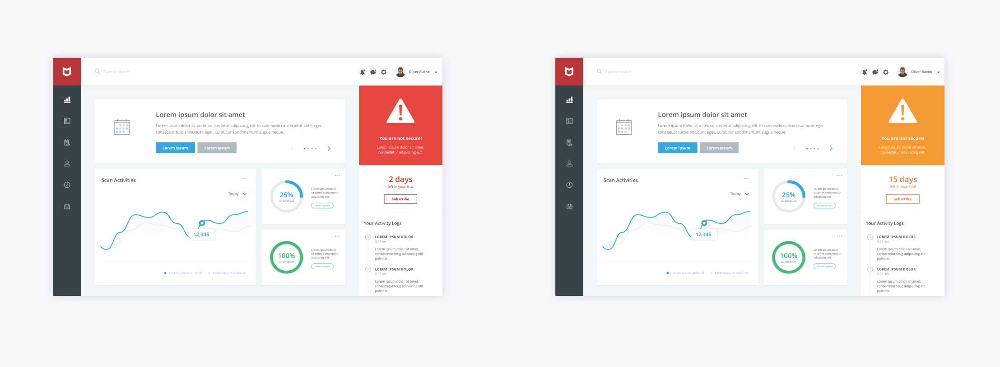 Type to search
Oliver Bueno
Lorem ipsum dolor sit amet
Lorem ipsum dolor sit amet, consectetur adipiscing elit. In commodo consectetur ante, eget
consequat turpis tincidunt eget. Curabitur condimentum augue neque.
Lorem ipsum
Lorem ipsum
Scan Activities
Today
12,345
Lorem ipsum dolor sit
Lorem ipsum dolor sit
25%
Lorem ipsum
Lorem ipsum dolor
sit amet, consectetur
adipiscing elit.
Lorem ipsum
100%
Lorem ipsum
Lorem ipsum dolor
sit amet, consectetur
adipiscing elit.
Lorem ipsum
You are not secure!
Lorem ipsum dolor sit amet,
consectetur adipiscing elit.
2 days
left in your trial
Subscribe
Your Activity Logs
LOREM IPSUM DOLOR
9:34 am
Lorem ipsum dolor sit amet,
consectetur feug adipiscing elit
pulvinar.
LOREM IPSUM DOLOR
8:11 am
Lorem ipsum dolor sit amet,
consectetur feug adipiscing elit
pulvinar.
Type to search
Oliver Bueno
Lorem ipsum dolor sit amet
Lorem ipsum dolor sit amet, consectetur adipiscing elit. In commodo consectetur ante, eget
consequat turpis tincidunt eget. Curabitur condimentum augue neque.
Lorem ipsum
Lorem ipsum
Scan Activities
Today
12,345
Lorem ipsum dolor sit
Lorem ipsum dolor sit
25%
Lorem ipsum
Lorem ipsum dolor
sit amet, consectetur
adipiscing elit.
Lorem ipsum
100%
Lorem ipsum
Lorem ipsum dolor
sit amet, consectetur
adipiscing elit.
Lorem ipsum
You are not secure!
Lorem ipsum dolor sit amet,
consectetur adipiscing elit.
15 days
left in your trial
Subscribe
Your Activity Logs
LOREM IPSUM DOLOR
9:34 am
Lorem ipsum dolor sit amet,
consectetur feug adipiscing elit
pulvinar.
LOREM IPSUM DOLOR
8:11 am
Lorem ipsum dolor sit amet,
consectetur feug adipiscing elit
pulvinar.